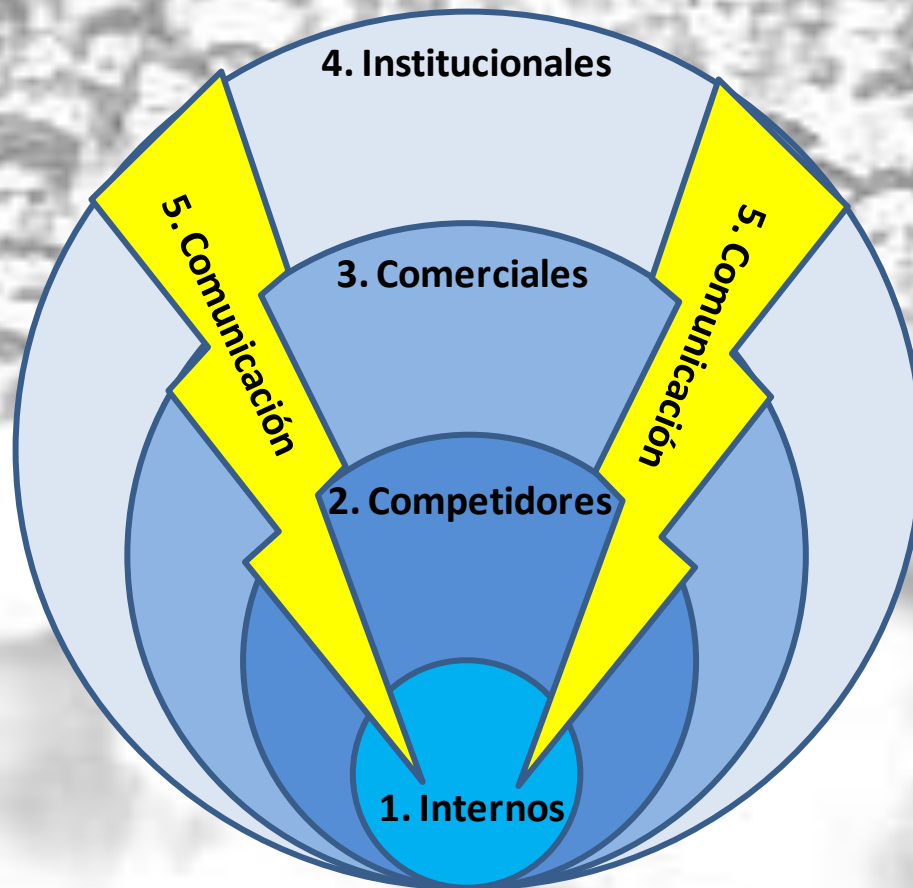 4. Institucionales
5. Comunicación
5. Comunicación
3. Comerciales
2. Competidores
1. Internos